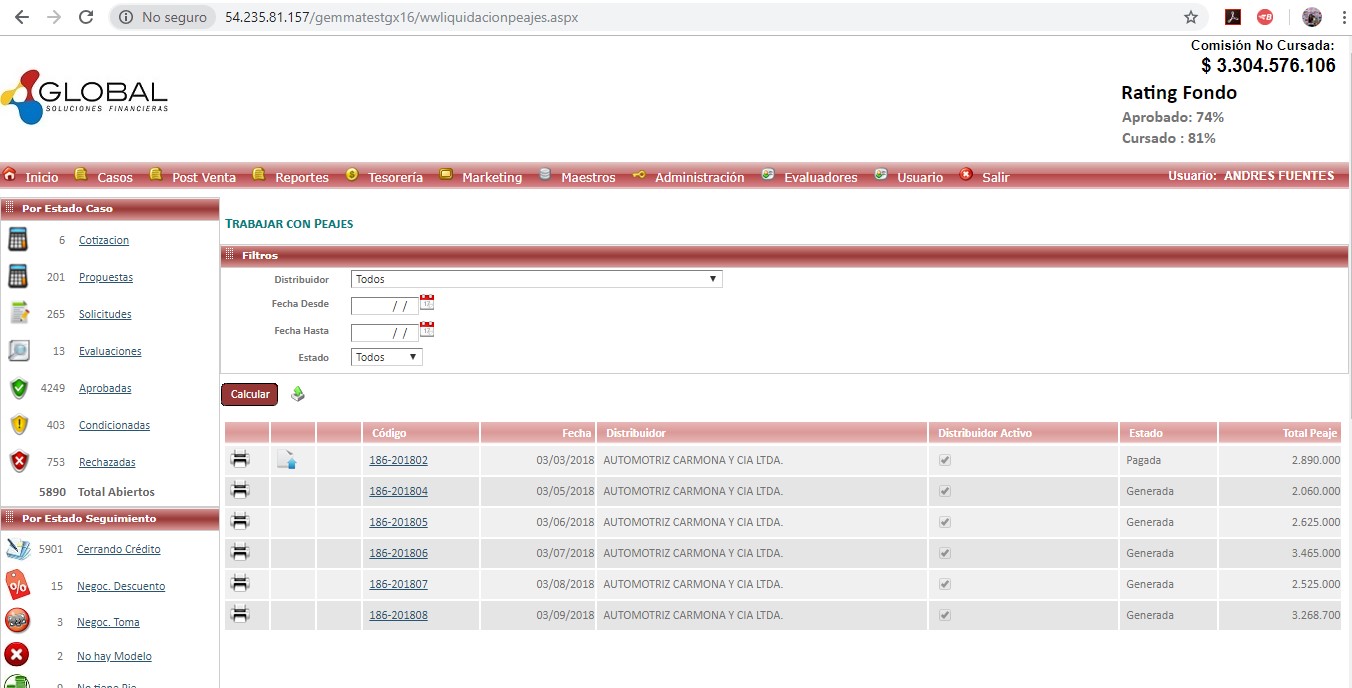 No seguro
54.235.81.157/gemmatestgx16/wwliquidacionpeajes.aspx
Comisión No Cursada:
$ 3.304.576.106
GLOBAL
SOLUCIONES FINANCIERAS
Rating Fondo
Aprobado: 74%
Cursado : 81%
Inicio Casos Post Venta Reportes Tesorería Marketing Maestros Administración Evaluadores Usuario Salir Usuario: ANDRES FUENTES
Por Estado Caso
6 Cotizacion
201 Propuestas
265 Solicitudes
13 Evaluaciones
4249 Aprobadas
403 Condicionadas
753 Rechazadas
5890 Total Abiertos
Por Estado Seguimiento
5901 Cerrando Crédito
15 Negoc. Descuento
3 Negoc. Toma
2 No hay Modelo
TRABAJAR CON PEAJES
Filtros
Distribuidor Todos
Fecha Desde / /
Fecha Hasta / /
Estado Todos
Calcular
Código Fecha Distribuidor Distribuidor Activo Estado Total Peaje
186-201802 03/03/2018 AUTOMOTRIZ CARMONA Y CIA LTDA. Pagada 2.890.000
186-201804 03/05/2018 AUTOMOTRIZ CARMONA Y CIA LTDA. Generada 2.060.000
186-201805 03/06/2018 AUTOMOTRIZ CARMONA Y CIA LTDA. Generada 2.625.000
186-201806 03/07/2018 AUTOMOTRIZ CARMONA Y CIA LTDA. Generada 3.465.000
186-201807 03/08/2018 AUTOMOTRIZ CARMONA Y CIA LTDA. Generada 2.525.000
186-201808 03/09/2018 AUTOMOTRIZ CARMONA Y CIA LTDA. Generada 3.268.700